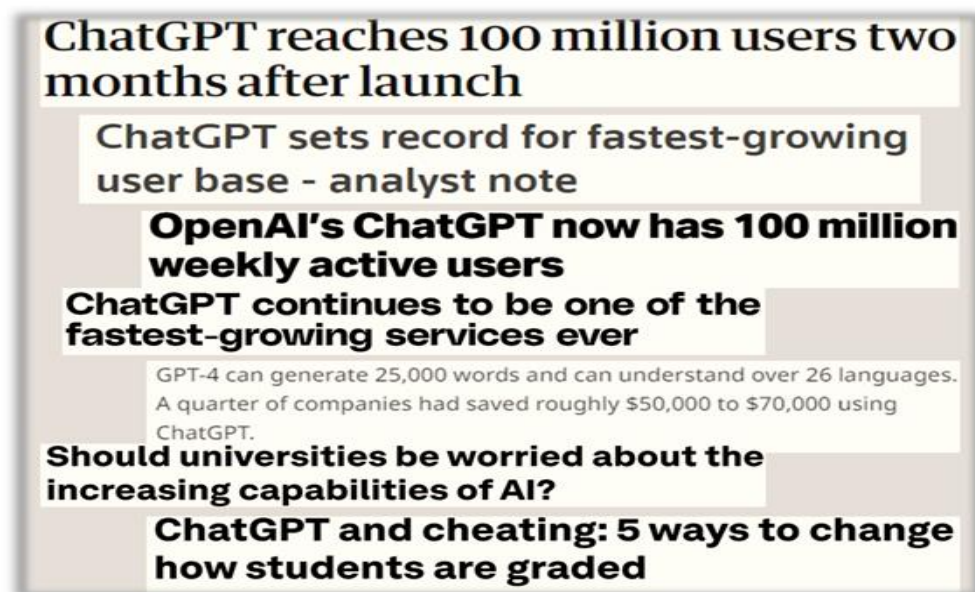 ChatGPT reaches 100 million users two
months after launch
ChatGPT sets record for fastest-growing
user base - analyst note
OpenAI's ChatGPT now has 100 million
weekly active users
ChatGPT continues to be one of the
fastest-growing services ever
GPT-4 can generate 25,000 words and can understand over 26 languages.
A quarter of companies had saved roughly $50,000 to $70,000 using
ChatGPT.
Should universities be worried about the
increasing capabilities of AI?
ChatGPT and cheating: 5 ways to change
how students are graded